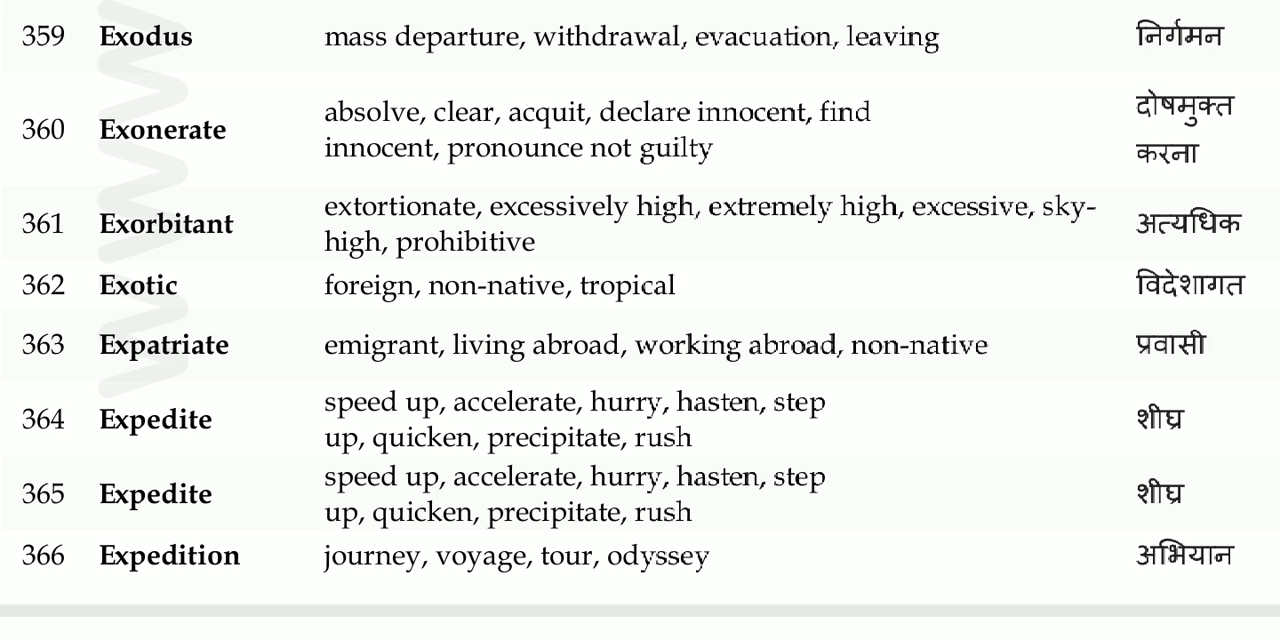 359 Exodus mass departure, withdrawal, evacuation, leaving निर्गमन
360 Exonerate absolve, clear, acquit, declare innocent, find
innocent, pronounce not guilty दोषमुक्त
करना
361 Exorbitant extortionate, excessively high, extremely high, excessive, sky-
high, prohibitive अत्यधिक
362 Exotic foreign, non-native, tropical विदेशागत
363 Expatriate emigrant, living abroad, working abroad, non-native प्रवासी
364 Expedite speed up, accelerate, hurry, hasten, step
up, quicken, precipitate, rush शीघ्र
365 Expedite speed up, accelerate, hurry, hasten, step
up, quicken, precipitate, rush शीघ्र
366 Expedition journey, voyage, tour, odyssey अभियान